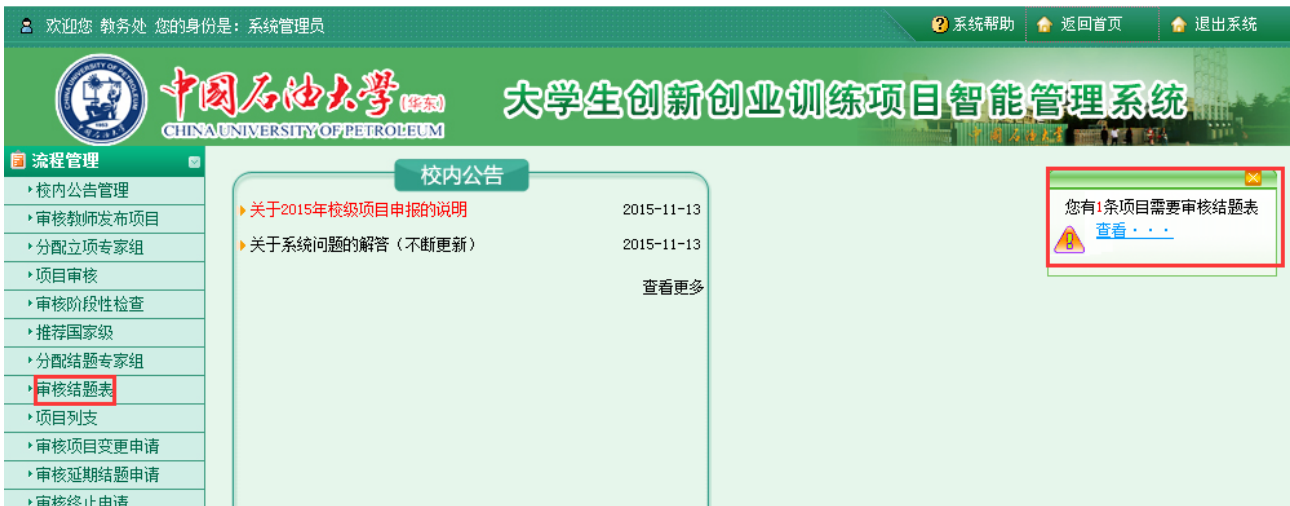 欢迎您 教务处 您的身份是：系统管理员
系统帮助
返回首页
退出系统
中国石油大学(华东)
CHINA UNIVERSITY OF PETROLEUM
大学生创新创业训练项目智能管理系统
流程管理
校内公告管理
审核教师发布项目
分配立项专家组
项目审核
审核阶段性检查
推荐国家级
分配结题专家组
审核结题表
项目列支
审核项目变更申请
审核延期结题申请
审核终止申请
校内公告
关于2015年校级项目申报的说明 2015-11-13
关于系统问题的解答（不断更新） 2015-11-13
查看更多
您有1条项目需要审核结题表
查看···